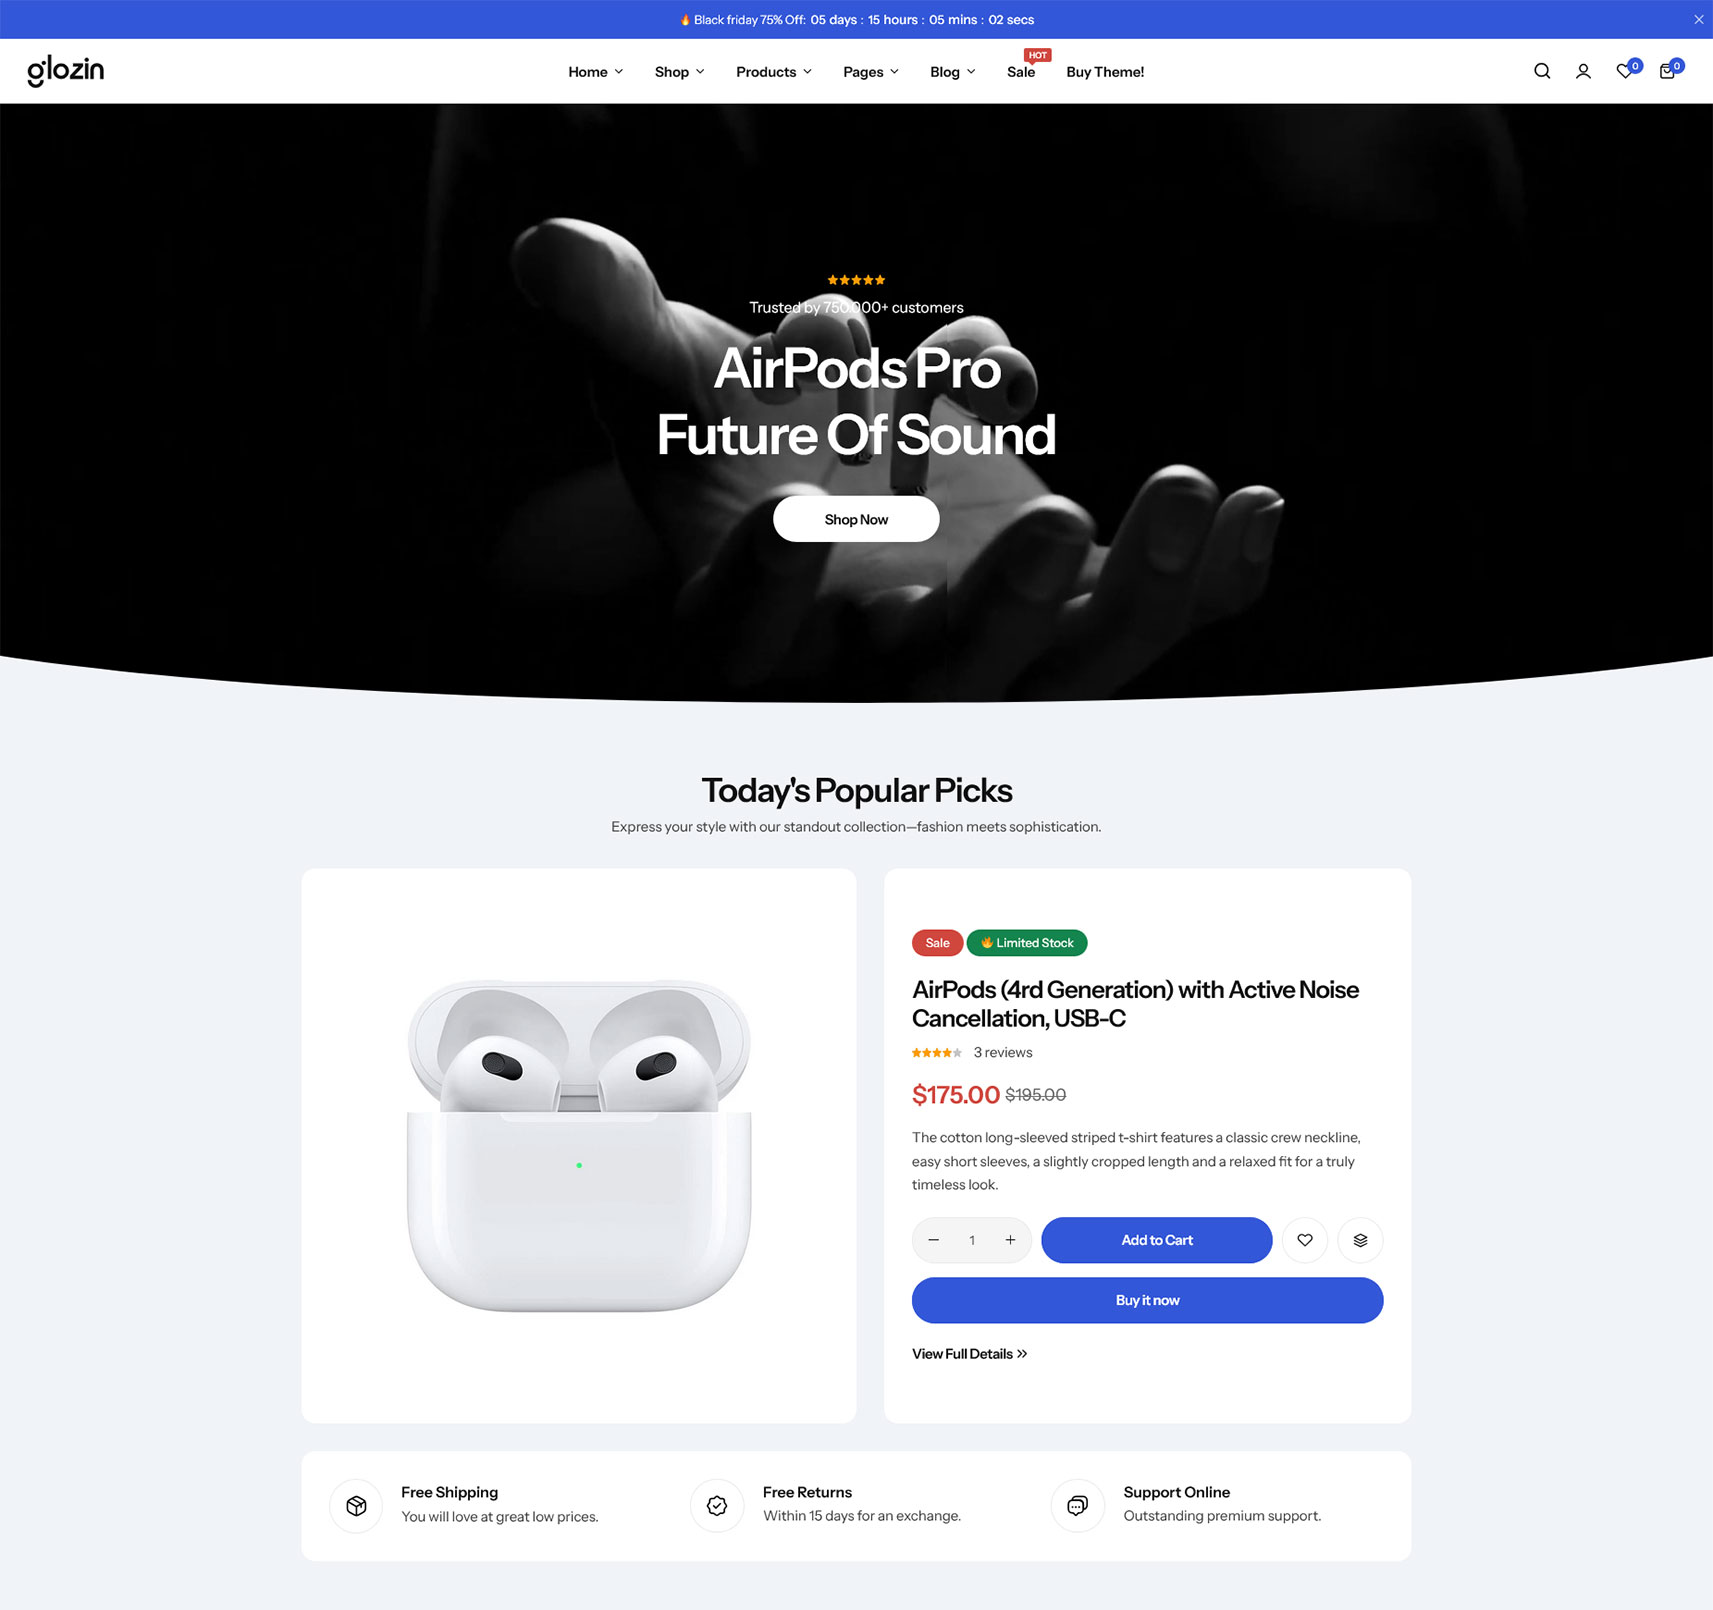 🔥 Black friday 75% Off: 05 days : 15 hours : 05 mins : 02 secs
glozin
Home
Shop
Products
Pages
Blog
Sale
HOT
Buy Theme!
0
0
Trusted by 750.000+ customers
AirPods Pro
Future Of Sound
Shop Now
Today's Popular Picks
Express your style with our standout collection—fashion meets sophistication.
Sale
🔥 Limited Stock
AirPods (4rd Generation) with Active Noise
Cancellation, USB-C
3 reviews
$175.00 $195.00
The cotton long-sleeved striped t-shirt features a classic crew neckline,
easy short sleeves, a slightly cropped length and a relaxed fit for a truly
timeless look.
1
Add to Cart
Buy it now
View Full Details
Free Shipping
You will love at great low prices.
Free Returns
Within 15 days for an exchange.
Support Online
Outstanding premium support.